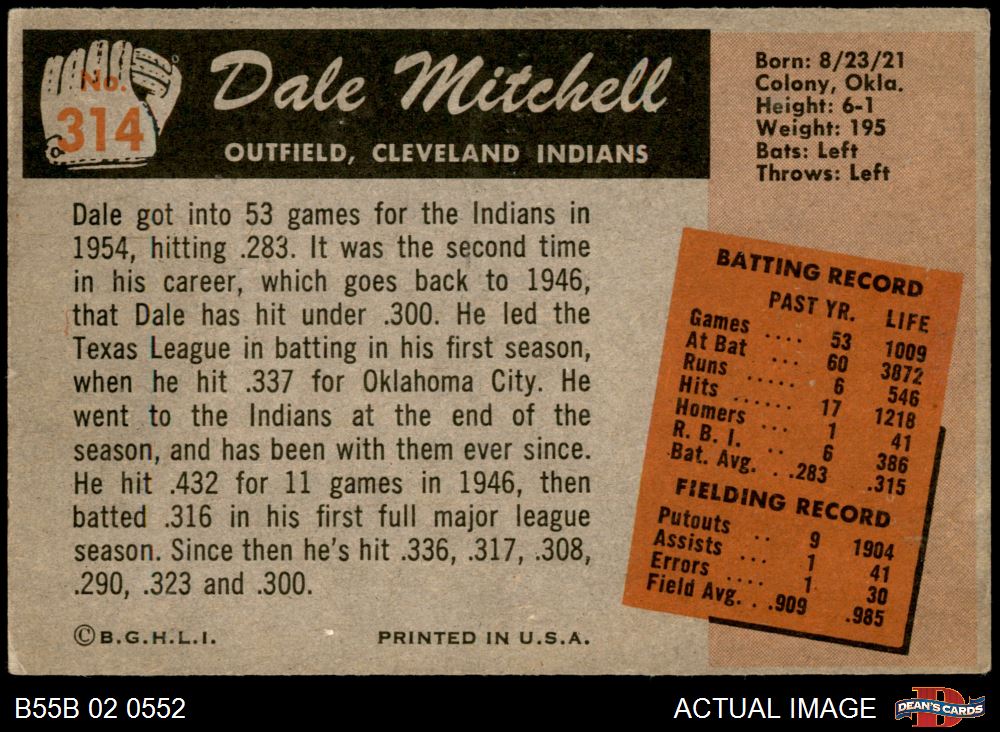 No.
314
Dale Mitchell
OUTFIELD, CLEVELAND INDIANS
Born: 8/23/21
Colony, Okla.
Height: 6-1
Weight: 195
Bats: Left
Throws: Left
Dale got into 53 games for the Indians in
1954, hitting .283. It was the second time
in his career, which goes back to 1946,
that Dale has hit under .300. He led the
Texas League in batting in his first season,
when he hit .337 for Oklahoma City. He
went to the Indians at the end of the
season, and has been with them ever since.
He hit .432 for 11 games in 1946, then
batted .316 in his first full major league
season. Since then he's hit .336, .317, .308,
.290, .323 and .300.
©B.G.H.L.I. PRINTED IN U.S.A.
BATTING RECORD
PAST YR. LIFE
Games .... 53 1009
At Bat ... 60 3872
Runs ..... 6 546
Hits ...... 17 1218
Homers .... 1 41
R. B. I. .... 6 386
Bat. Avg. . .283 .315
FIELDING RECORD
Putouts .. 9 1904
Assists ... 1 41
Errors .... 1 30
Field Avg. . .909 .985
B55B 02 0552
ACTUAL IMAGE
D
DEAN'S CARDS